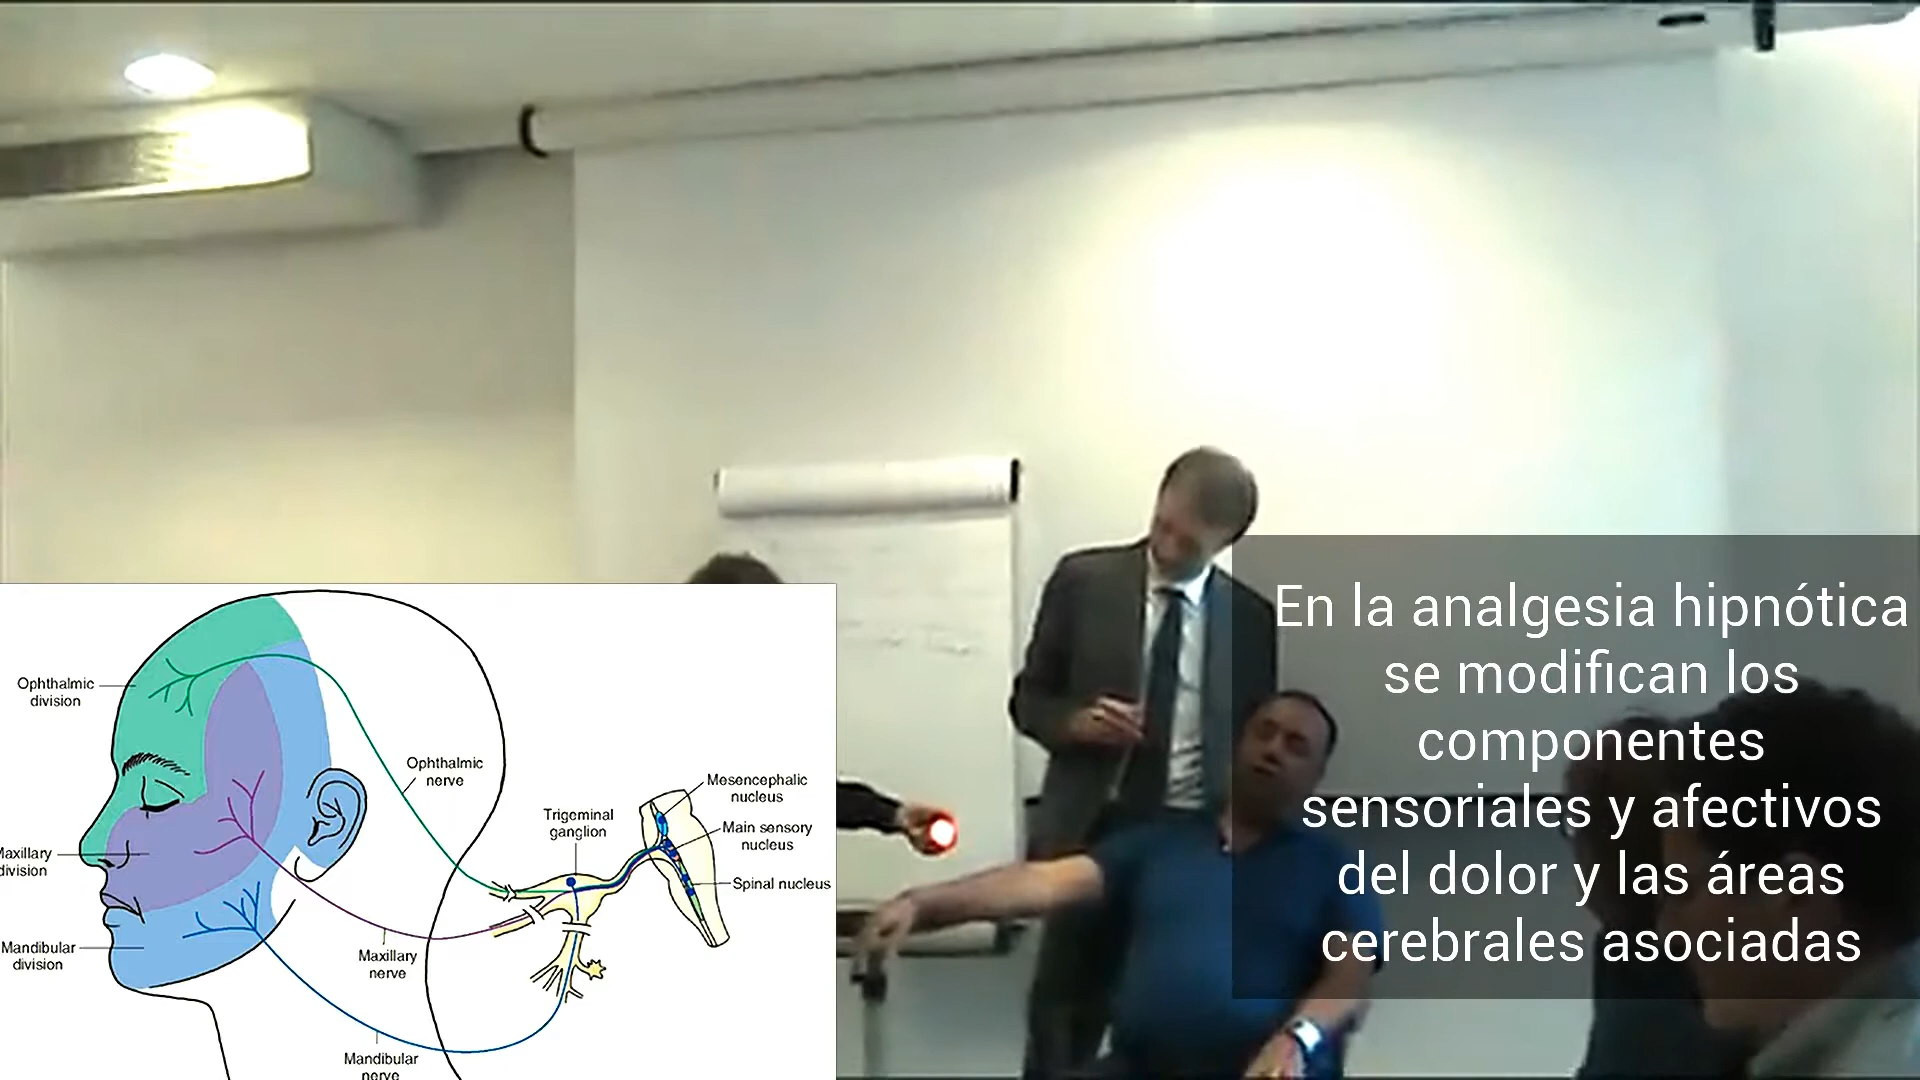 En la analgesia hipnótica
se modifican los
componentes
sensoriales y afectivos
del dolor y las áreas
cerebrales asociadas
Ophthalmic
division
Ophthalmic
nerve
Mesencephalic
nucleus
Trigeminal
ganglion
Main sensory
nucleus
Maxillary
division
Spinal nucleus
Mandibular
division
Maxillary
nerve
Mandibular
nerve